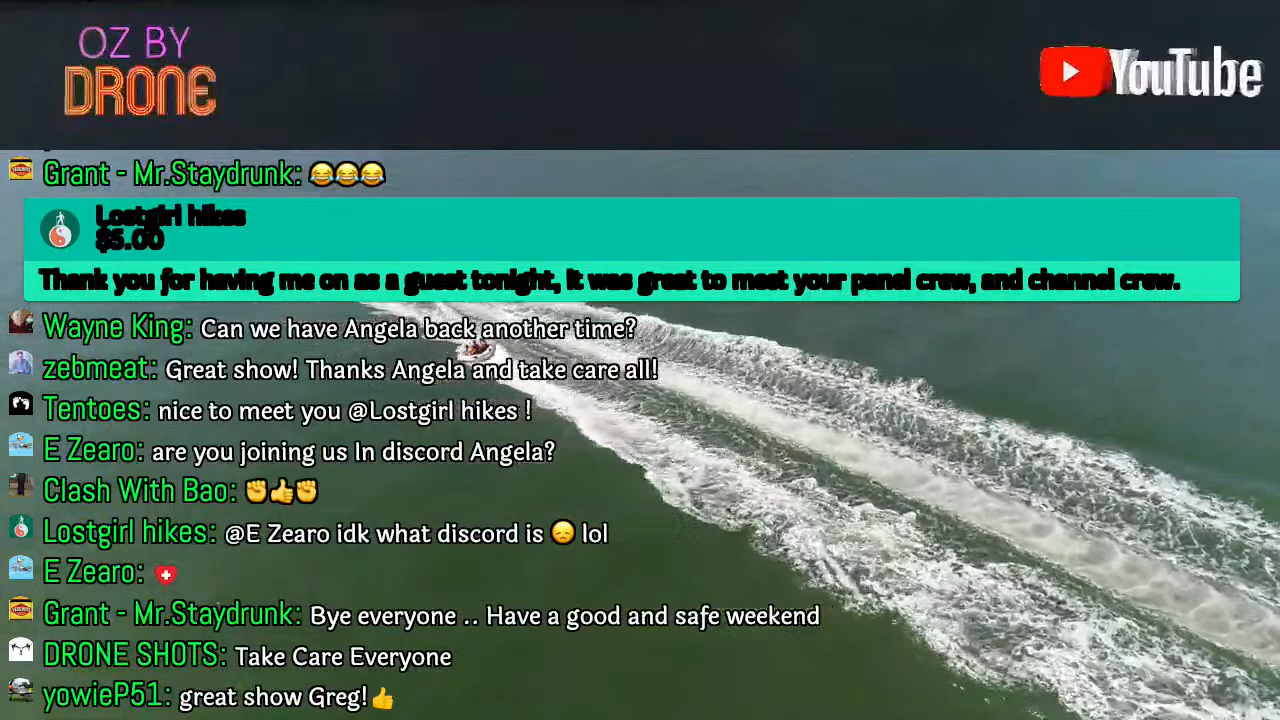 OZ BY
DRONE
YouTube
Grant - Mr.Staydrunk: 😂😂😂
Lostgirl hikes
$5.00
Thank you for having me on as a guest tonight, it was great to meet your panel crew, and channel crew.
Wayne King: Can we have Angela back another time?
zebmeat: Great show! Thanks Angela and take care all!
Tentoes: nice to meet you @Lostgirl hikes !
E Zearo: are you joining us In discord Angela?
Clash With Bao: ✊👍✊
Lostgirl hikes: @E Zearo idk what discord is 😞 lol
E Zearo:
Grant - Mr.Staydrunk: Bye everyone .. Have a good and safe weekend
DRONE SHOTS: Take Care Everyone
yowieP51: great show Greg!👍